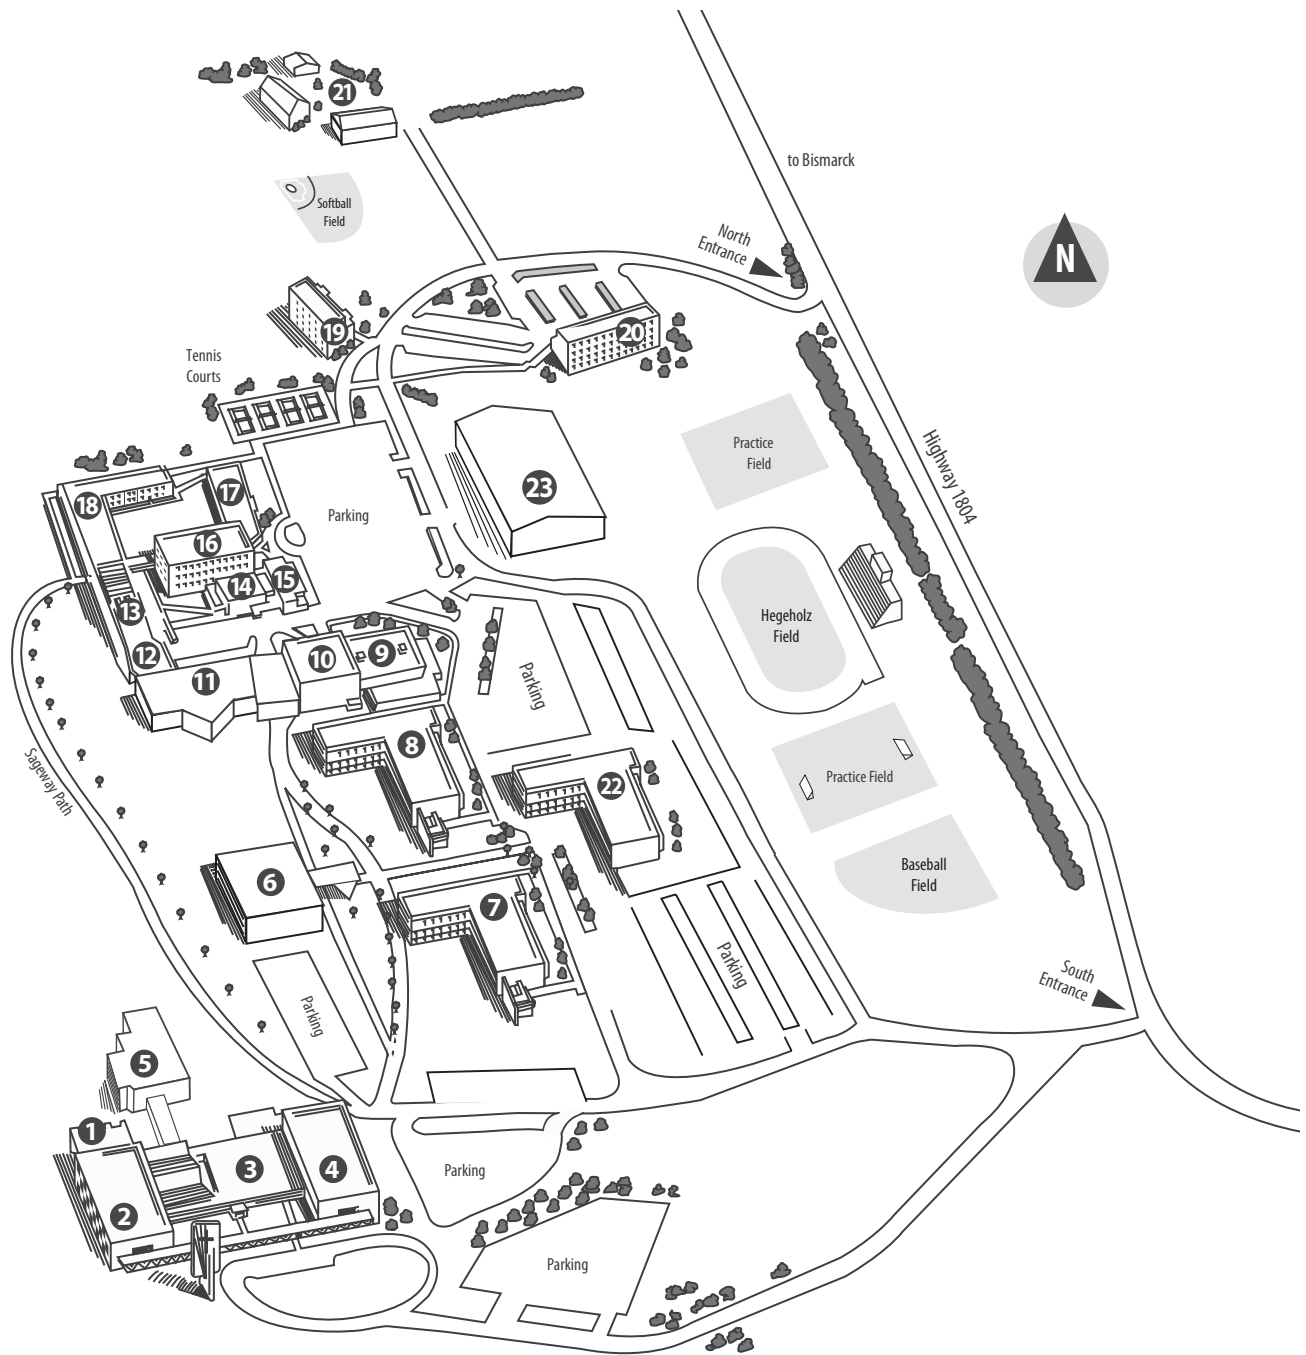 21
to Bismarck
Softball
Field
North
Entrance
N
19
20
Tennis
Courts
Practice
Field
Highway 1804
23
17
18
Parking
16
15
14
13
Hegeholz
Field
12
10
9
11
Parking
8
22
Practice Field
Sageway Path
6
Baseball
Field
7
Parking
South
Entrance
Parking
5
1
3
4
Parking
2
Parking